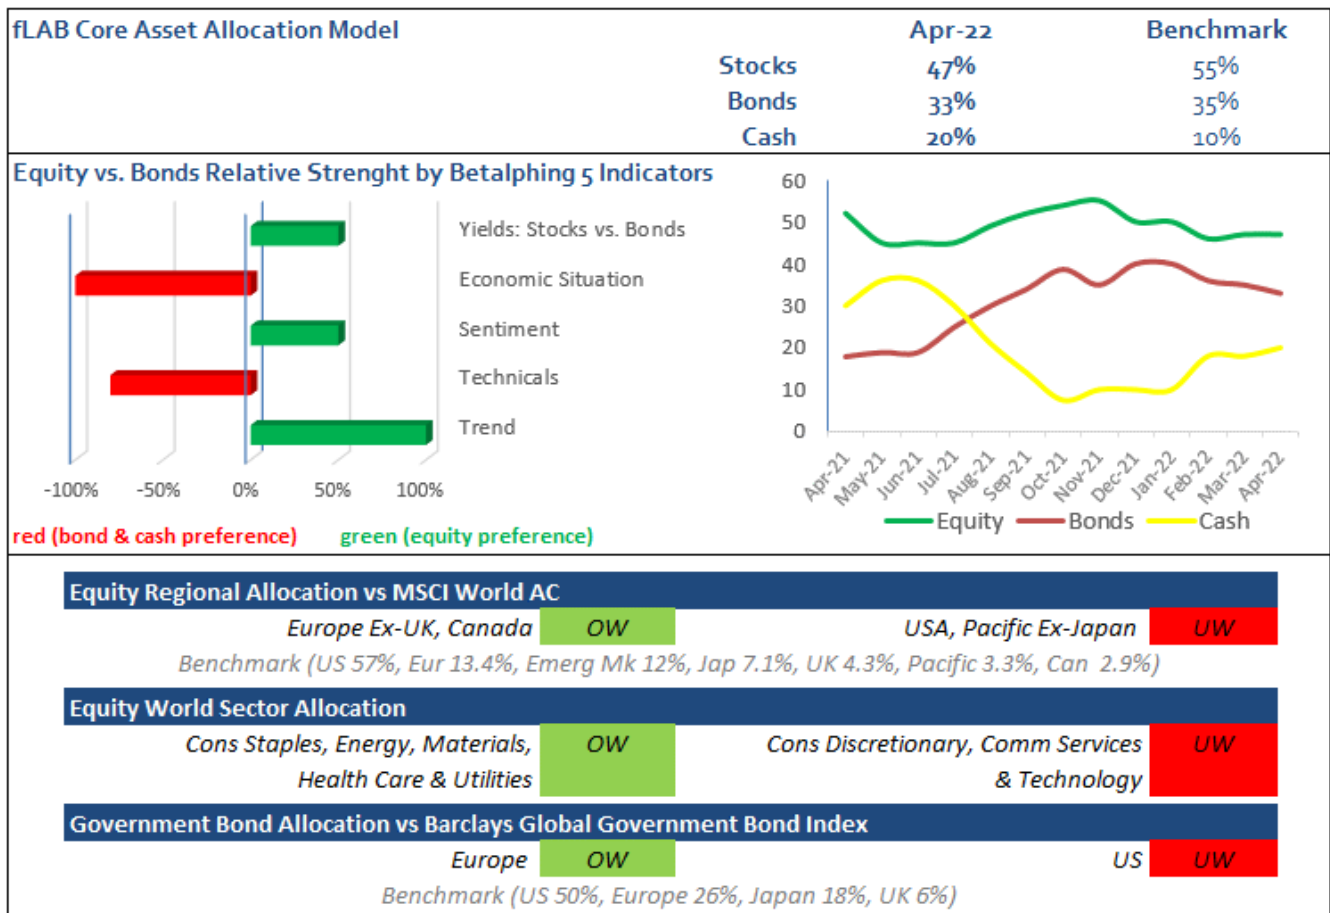 fLAB Core Asset Allocation Model Apr-22 Benchmark
Stocks 47% 55%
Bonds 33% 35%
Cash 20% 10%
Equity vs. Bonds Relative Strenght by Betalphing 5 Indicators
Yields: Stocks vs. Bonds
Economic Situation
Sentiment
Technicals
Trend
-100% -50% 0% 50% 100%
red (bond & cash preference) green (equity preference)
60
50
40
30
20
10
0
Apr-21 May-21 Jun-21 Jul-21 Aug-21 Sep-21 Oct-21 Nov-21 Dec-21 Jan-22 Feb-22 Mar-22 Apr-22
Equity Bonds Cash
Equity Regional Allocation vs MSCI World AC
Europe Ex-UK, Canada OW USA, Pacific Ex-Japan UW
Benchmark (US 57%, Eur 13.4%, Emerg Mk 12%, Jap 7.1%, UK 4.3%, Pacific 3.3%, Can 2.9%)
Equity World Sector Allocation
Cons Staples, Energy, Materials, OW Cons Discretionary, Comm Services UW
Health Care & Utilities & Technology
Government Bond Allocation vs Barclays Global Government Bond Index
Europe OW US UW
Benchmark (US 50%, Europe 26%, Japan 18%, UK 6%)